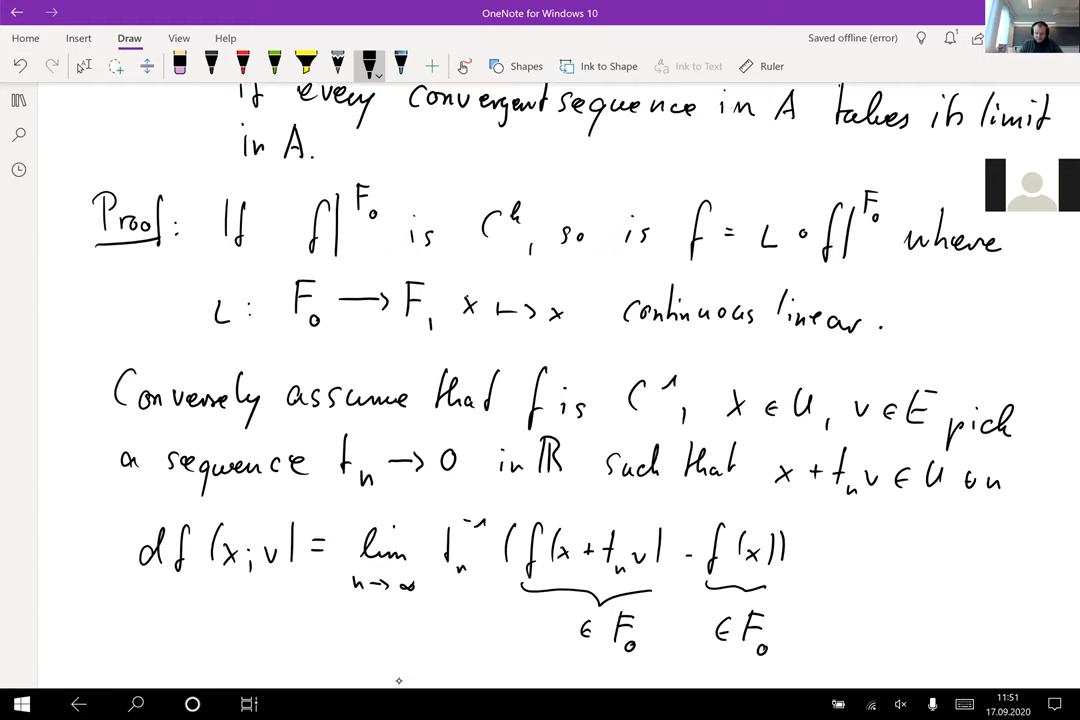 OneNote for Windows 10
Home Insert Draw View Help Saved offline (error)
Shapes Ink to Shape Ink to Text Ruler
if every convergent sequence in A takes its limit
in A.
Proof: If f|^{F_0} is C^k, so is f = L ∘ f|^{F_0} where
L: F_0 → F, x ↦ x continuous linear.
Conversely assume that f is C^1, x ∈ U, v ∈ E pick
a sequence t_n → 0 in ℝ such that x + t_n v ∈ U ∀n
df(x; v) = lim_{n→∞} t_n^{-1} (f(x + t_n v) - f(x))
∈ F_0 ∈ F_0
11:51
17.09.2020